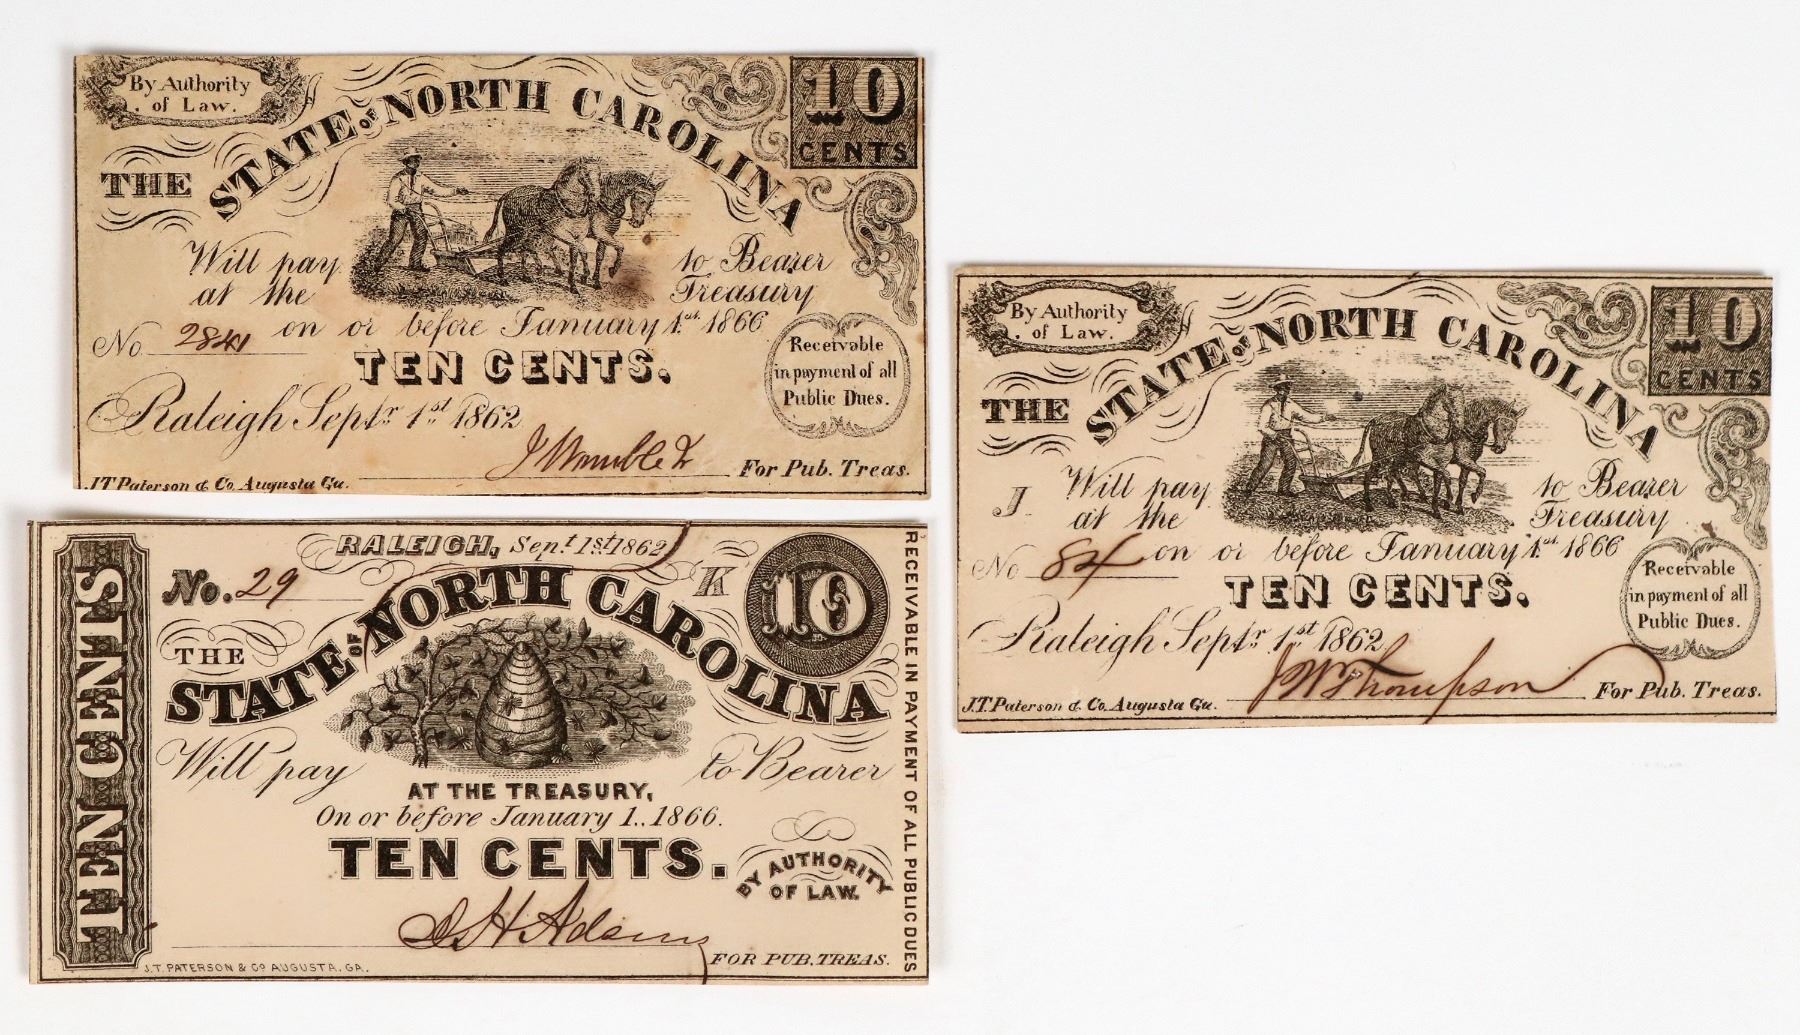 By Authority
of Law.
10
CENTS
THE STATE OF NORTH CAROLINA
Will pay to Bearer
at the Treasury
No 2841 on or before January 1st. 1866
TEN CENTS.
Receivable
in payment of all
Public Dues.
Raleigh Septr 1st 1862
J Womble Jr For Pub. Treas.
J.T Paterson & Co. Augusta Ga.
RALEIGH, Sept. 1st 1862
No. 29
K
10
TEN CENTS
THE
STATE OF NORTH CAROLINA
Will pay to Bearer
AT THE TREASURY,
On or before January 1.. 1866.
TEN CENTS.
BY AUTHORITY
OF LAW.
RECEIVABLE IN PAYMENT OF ALL PUBLIC DUES
H Adams
FOR PUB. TREAS.
J.T. PATERSON & CO AUGUSTA, GA.
By Authority
of Law.
10
CENTS
THE STATE OF NORTH CAROLINA
J. Will pay to Bearer
at the Treasury
No 84 on or before January 1st. 1866
TEN CENTS.
Receivable
in payment of all
Public Dues.
Raleigh Septr 1st 1862
J W Thompson For Pub. Treas.
J.T. Paterson & Co. Augusta Ga.